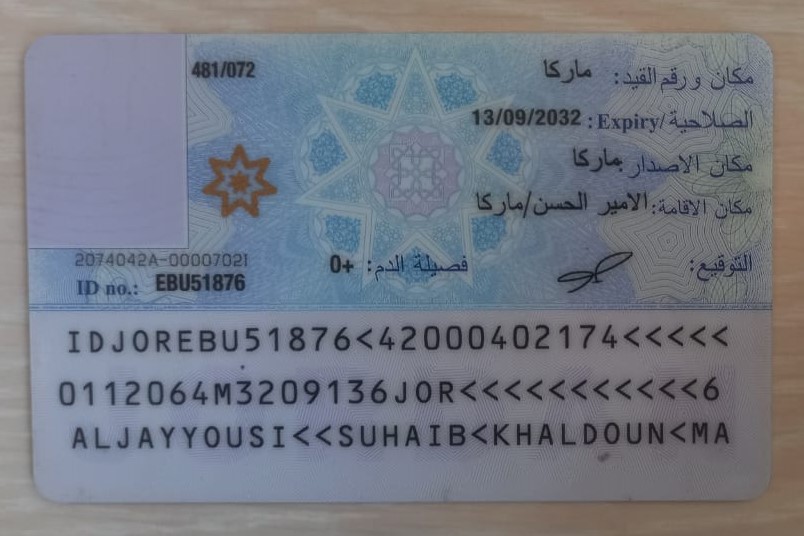 مكان ورقم القيد: ماركا 481/072
الصلاحية/Expiry: 13/09/2032
مكان الاصدار: ماركا
مكان الاقامة: الامير الحسن/ماركا
2074042A-00007021
التوقيع: فصيلة الدم: O+
ID no.: EBU51876
IDJOREBU51876<42000402174<<<<<
0112064M3209136JOR<<<<<<<<<<<6
ALJAYYOUSI<<SUHAIB<KHALDOUN<MA